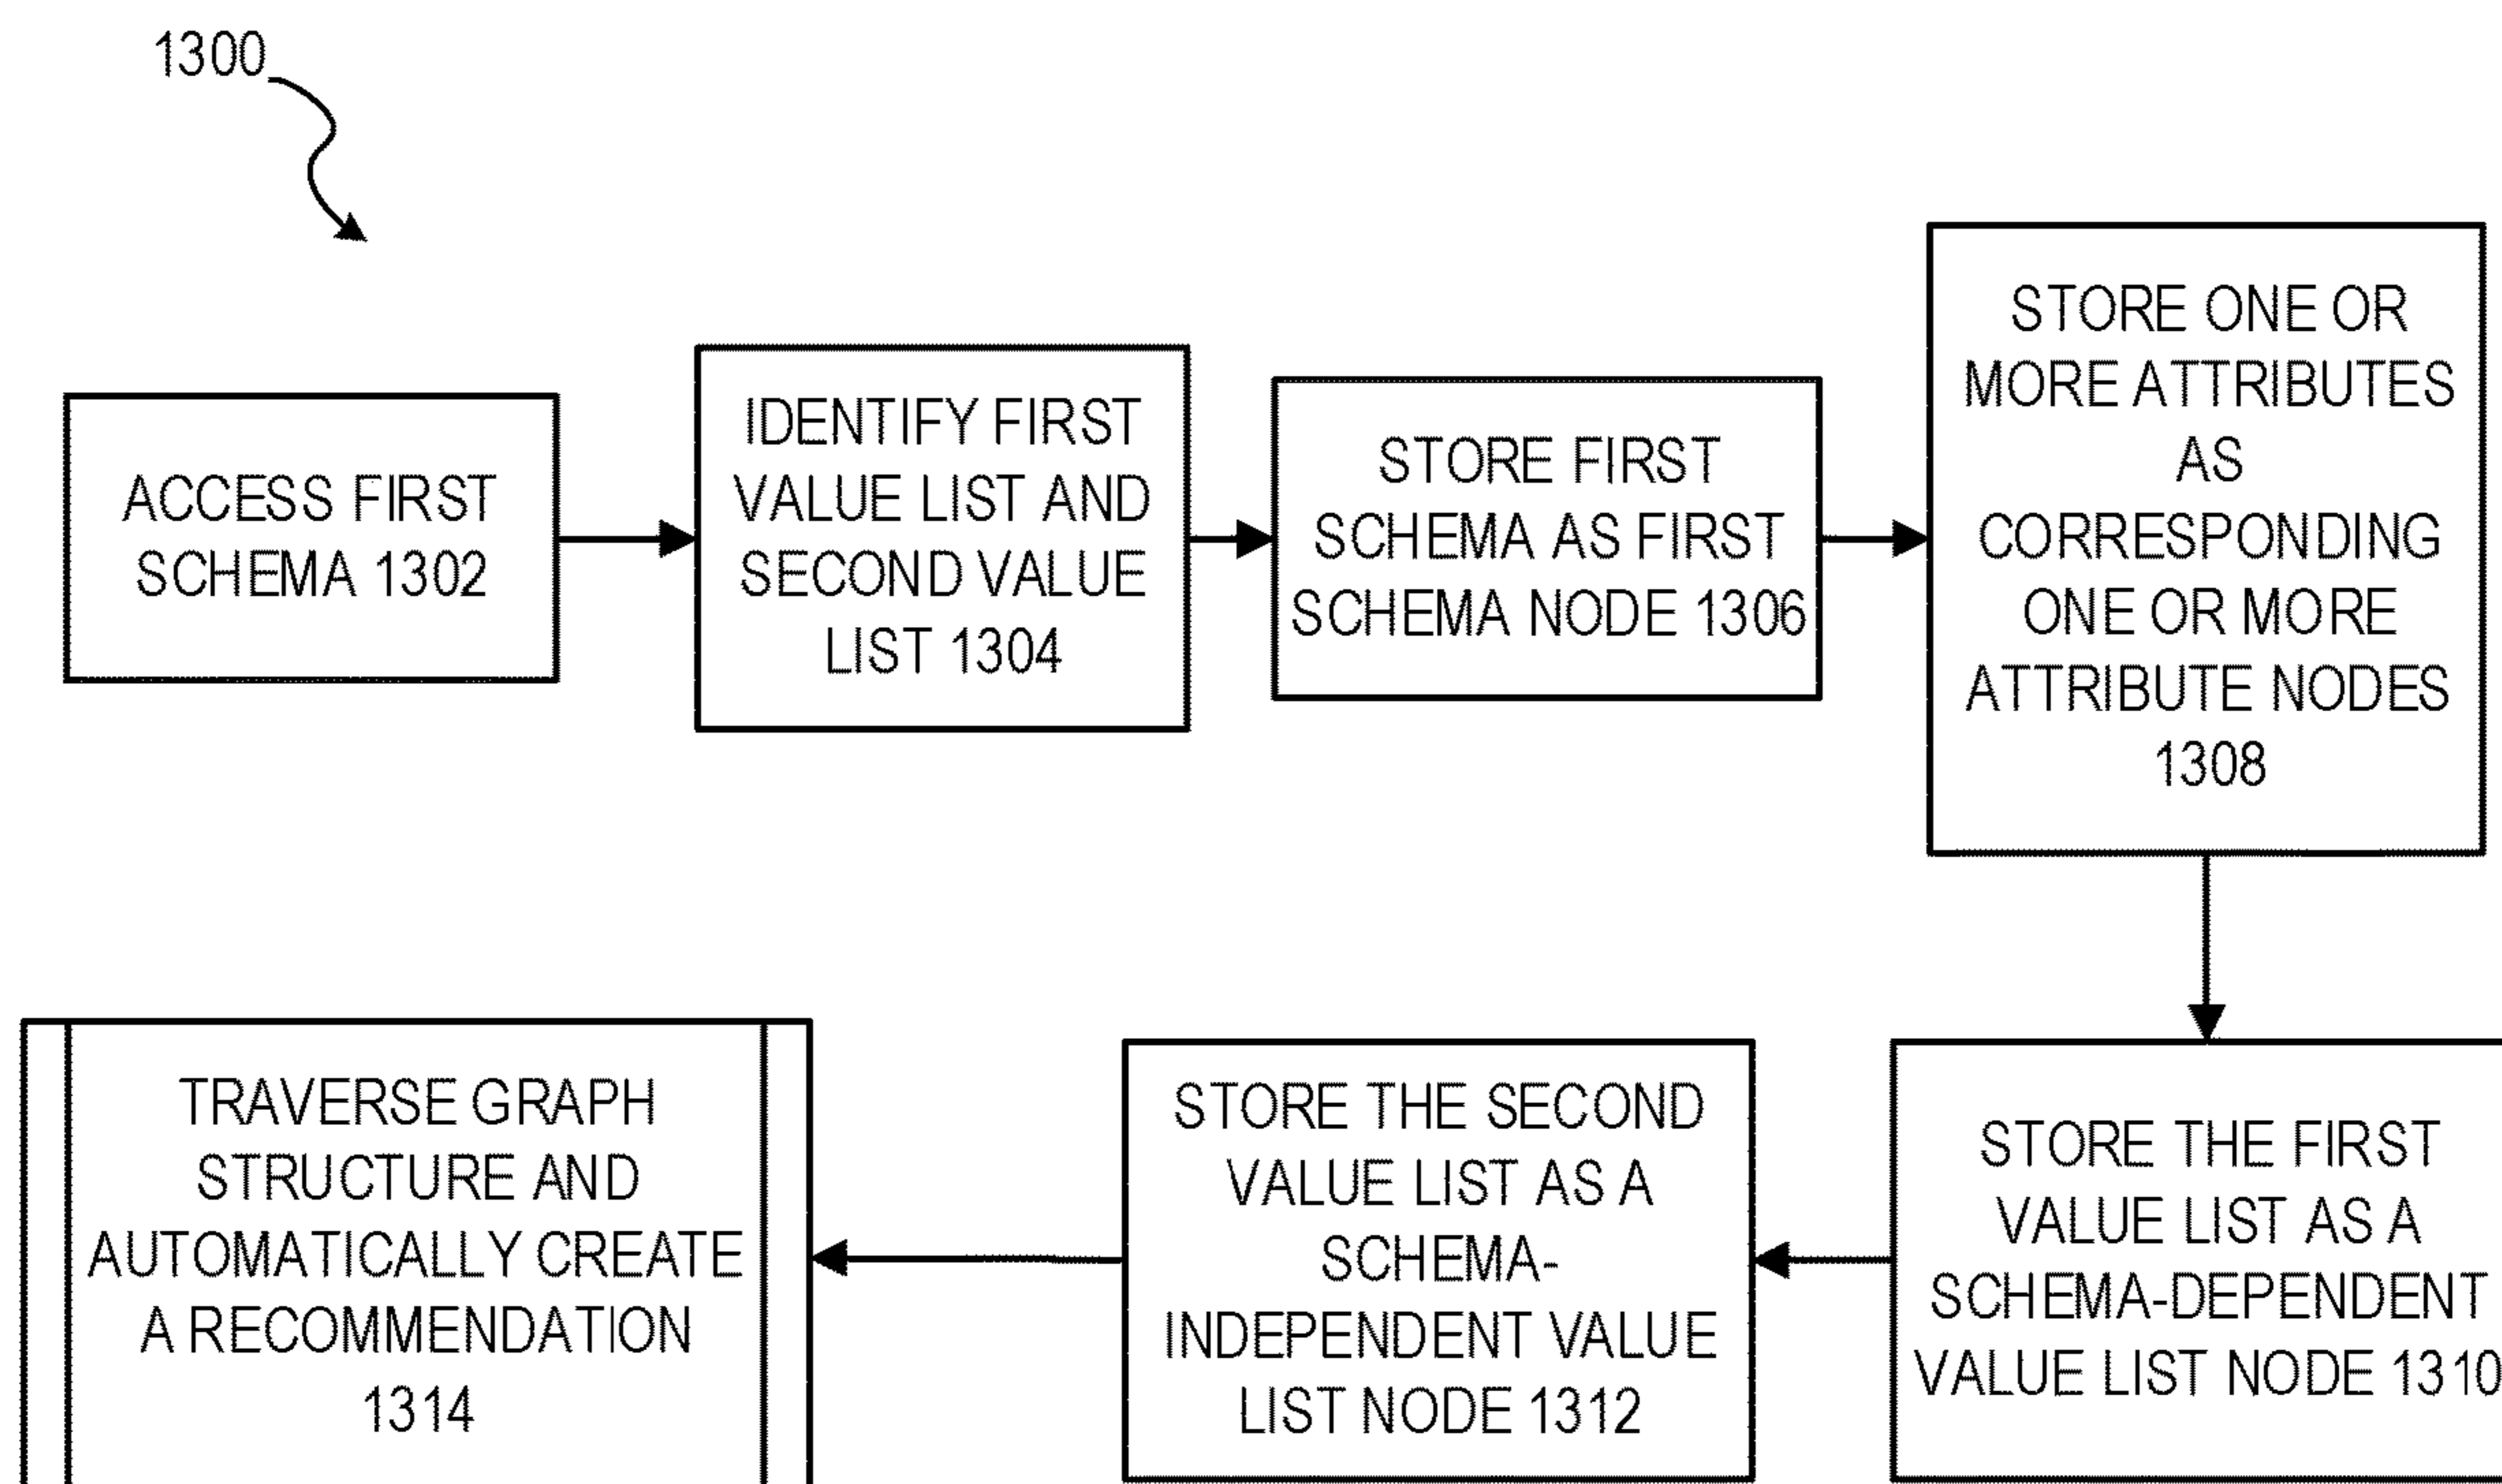 1300
ACCESS FIRST
SCHEMA 1302
IDENTIFY FIRST
VALUE LIST AND
SECOND VALUE
LIST 1304
STORE FIRST
SCHEMA AS FIRST
SCHEMA NODE 1306
STORE ONE OR
MORE ATTRIBUTES
AS
CORRESPONDING
ONE OR MORE
ATTRIBUTE NODES
1308
STORE THE FIRST
VALUE LIST AS A
SCHEMA-DEPENDENT
VALUE LIST NODE 1310
STORE THE SECOND
VALUE LIST AS A
SCHEMA-
INDEPENDENT VALUE
LIST NODE 1312
TRAVERSE GRAPH
STRUCTURE AND
AUTOMATICALLY CREATE
A RECOMMENDATION
1314